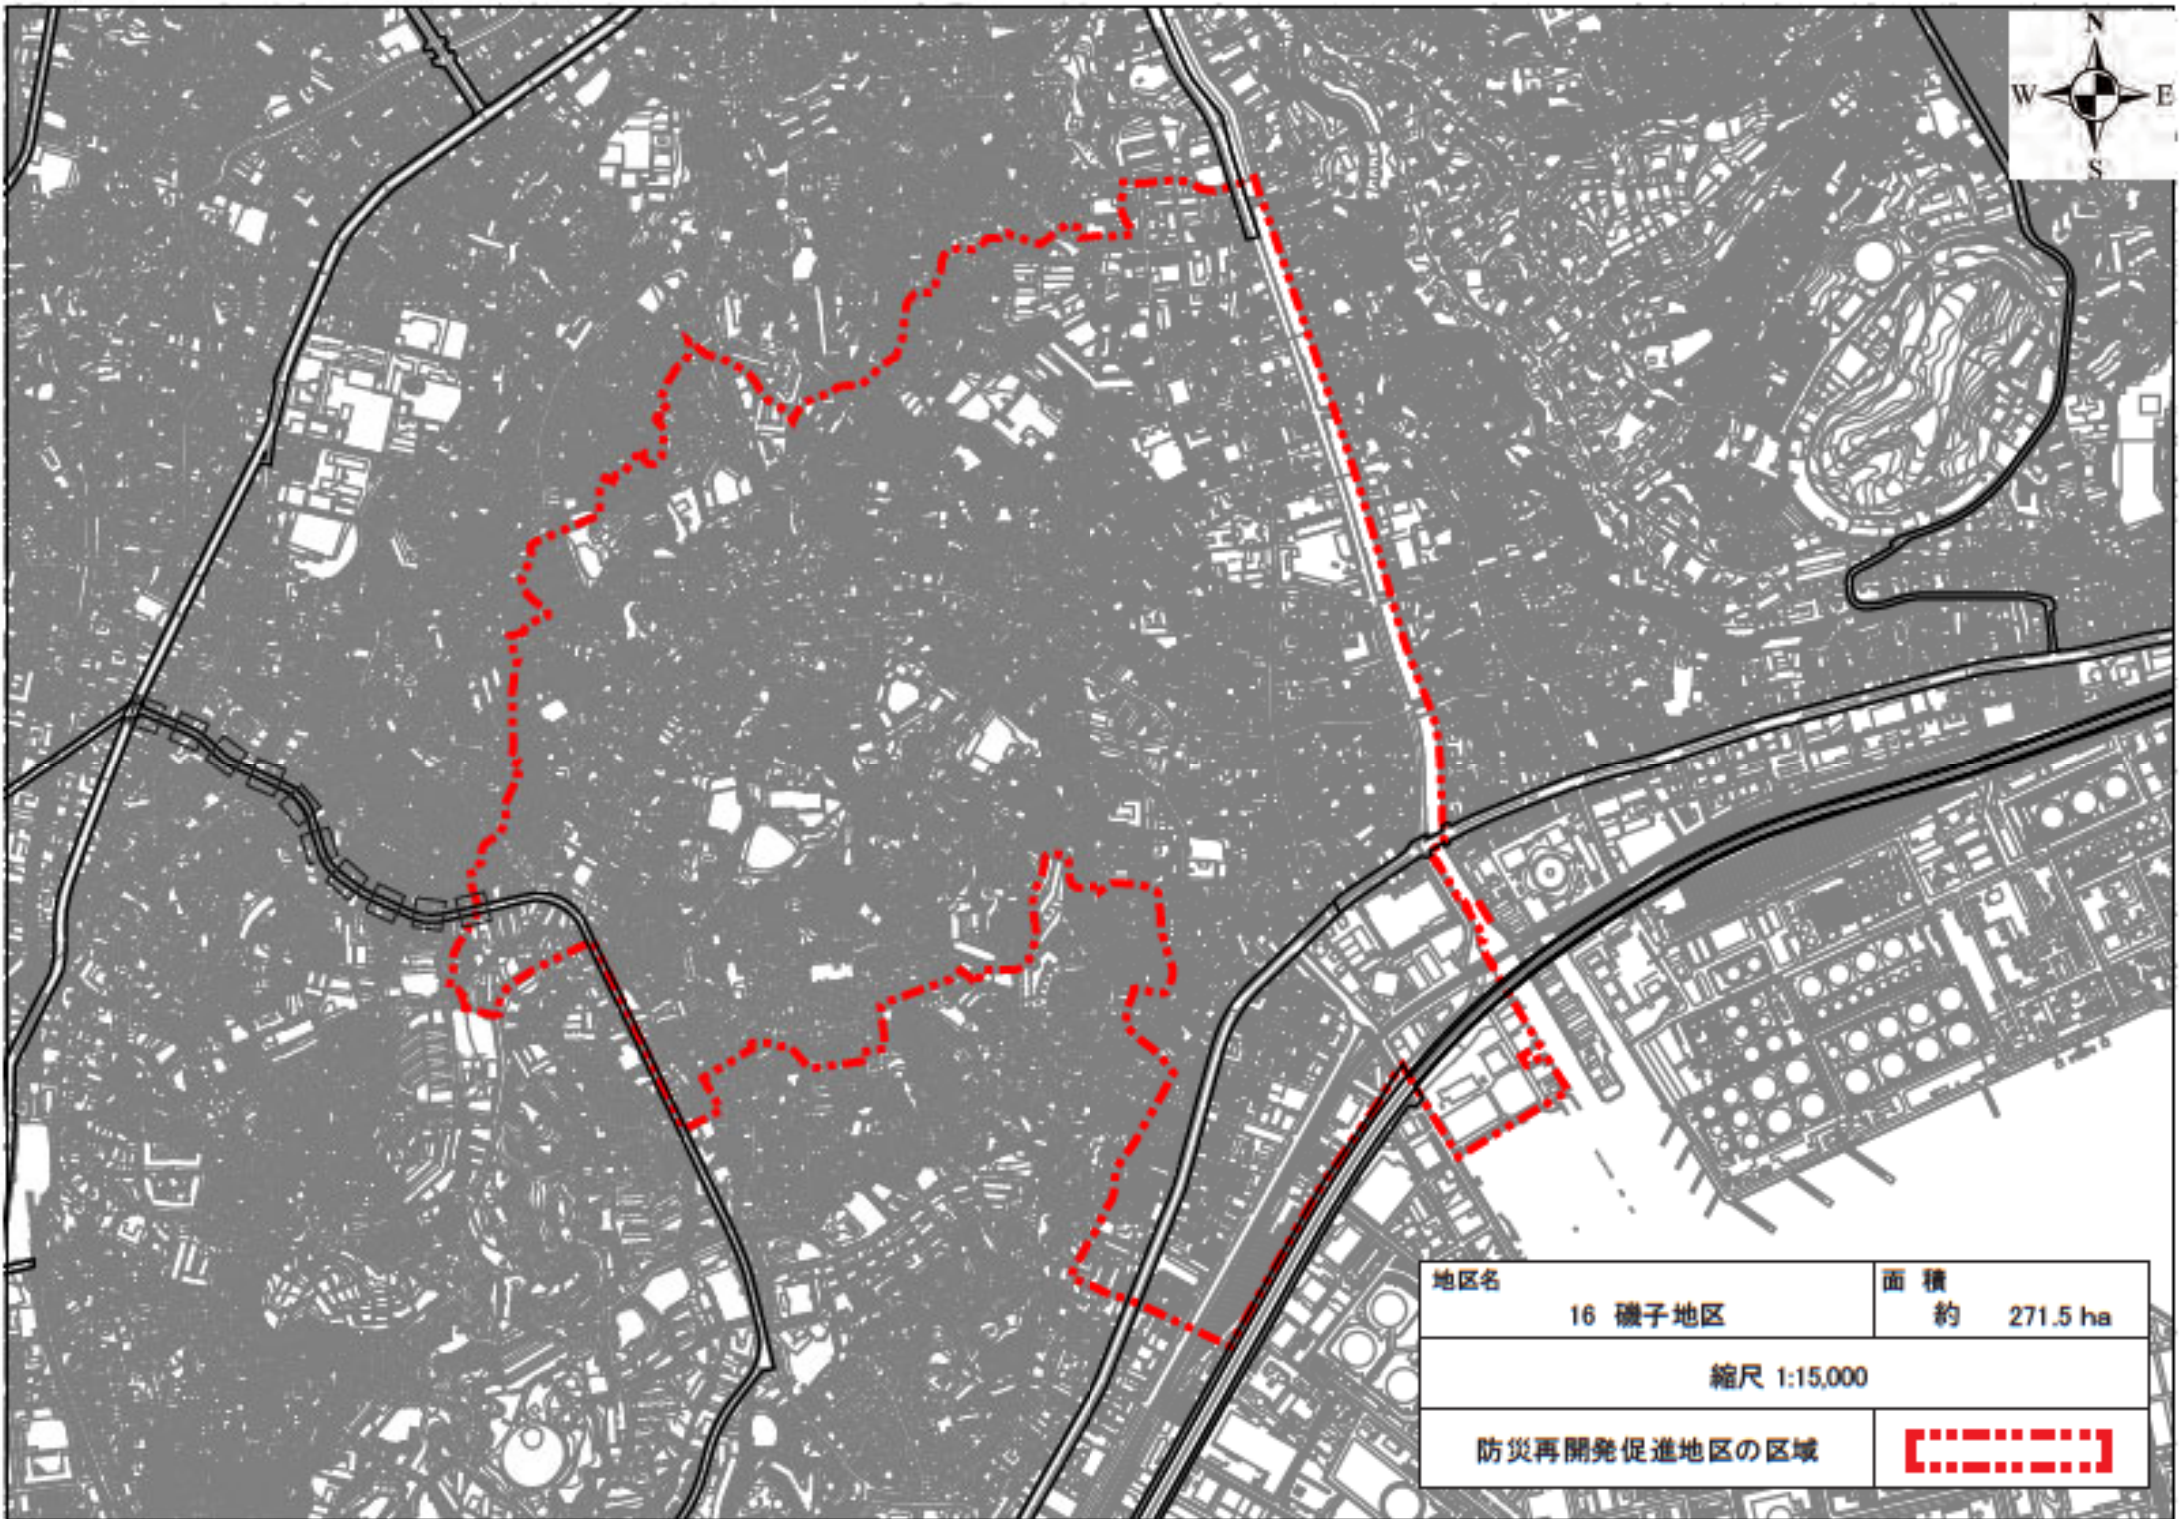 N
W E
S
地区名
16 磯子地区
面 積
約 271.5 ha
縮尺 1:15,000
防災再開発促進地区の区域